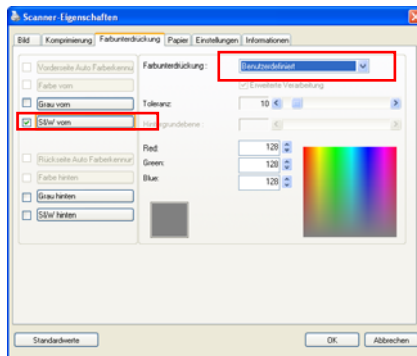 Scanner-Eigenschaften
Bild Komprimierung Farbunterdrückung Papier Einstellungen Informationen
Vorderseite Auto Farberkennu
Farbe vorn
Grau vorn
S&W vorn
Rückseite Auto Farberkennun
Farbe hinten
Grau hinten
S&W hinten
Farbunterdrückung :
Benutzerdefiniert
Erweiterte Verarbeitung
Toleranz:
10
Hintergrundebene :
Red:
128
Green:
128
Blue:
128
Standardwerte
OK
Abbrechen